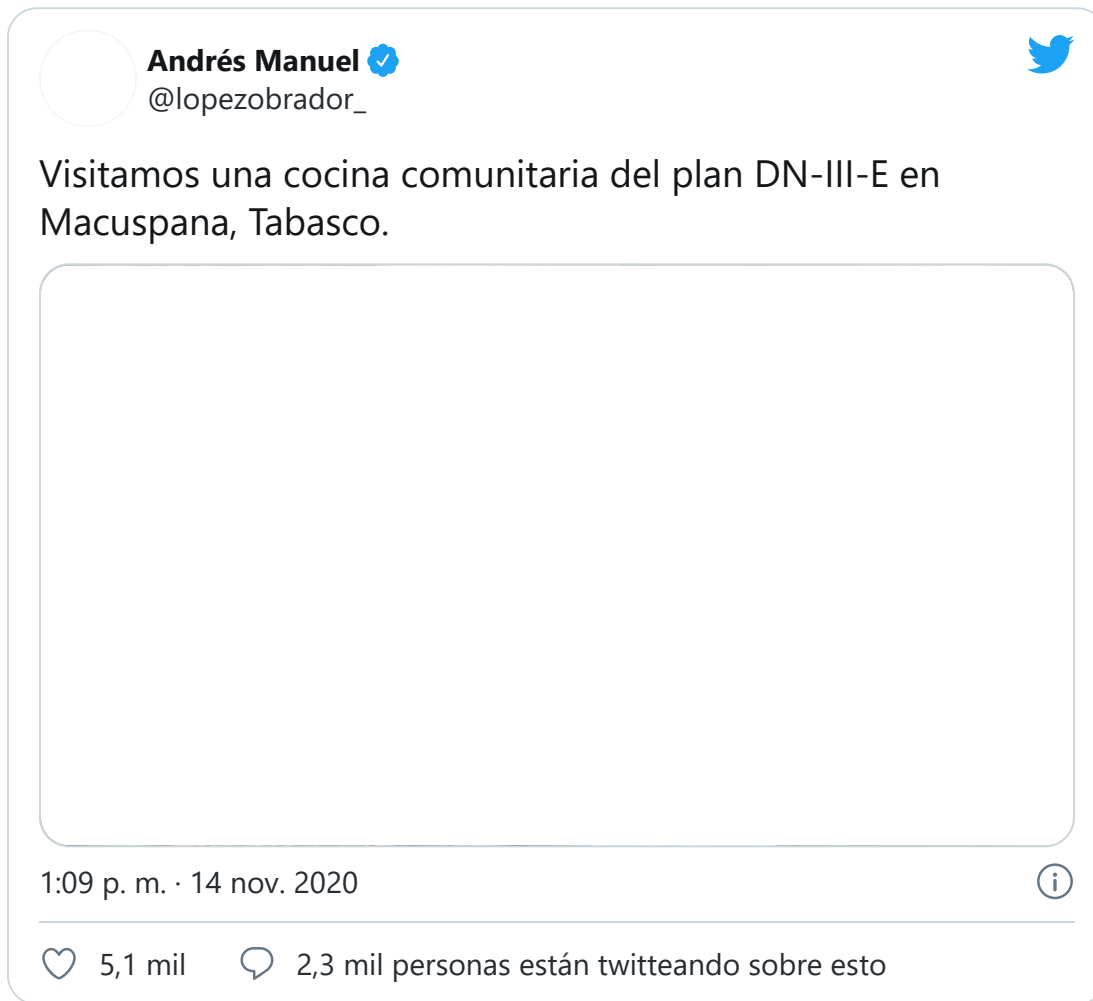 Andrés Manuel
@lopezobrador_
Visitamos una cocina comunitaria del plan DN-III-E en
Macuspana, Tabasco.
1:09 p. m. · 14 nov. 2020
5,1 mil
2,3 mil personas están twitteando sobre esto